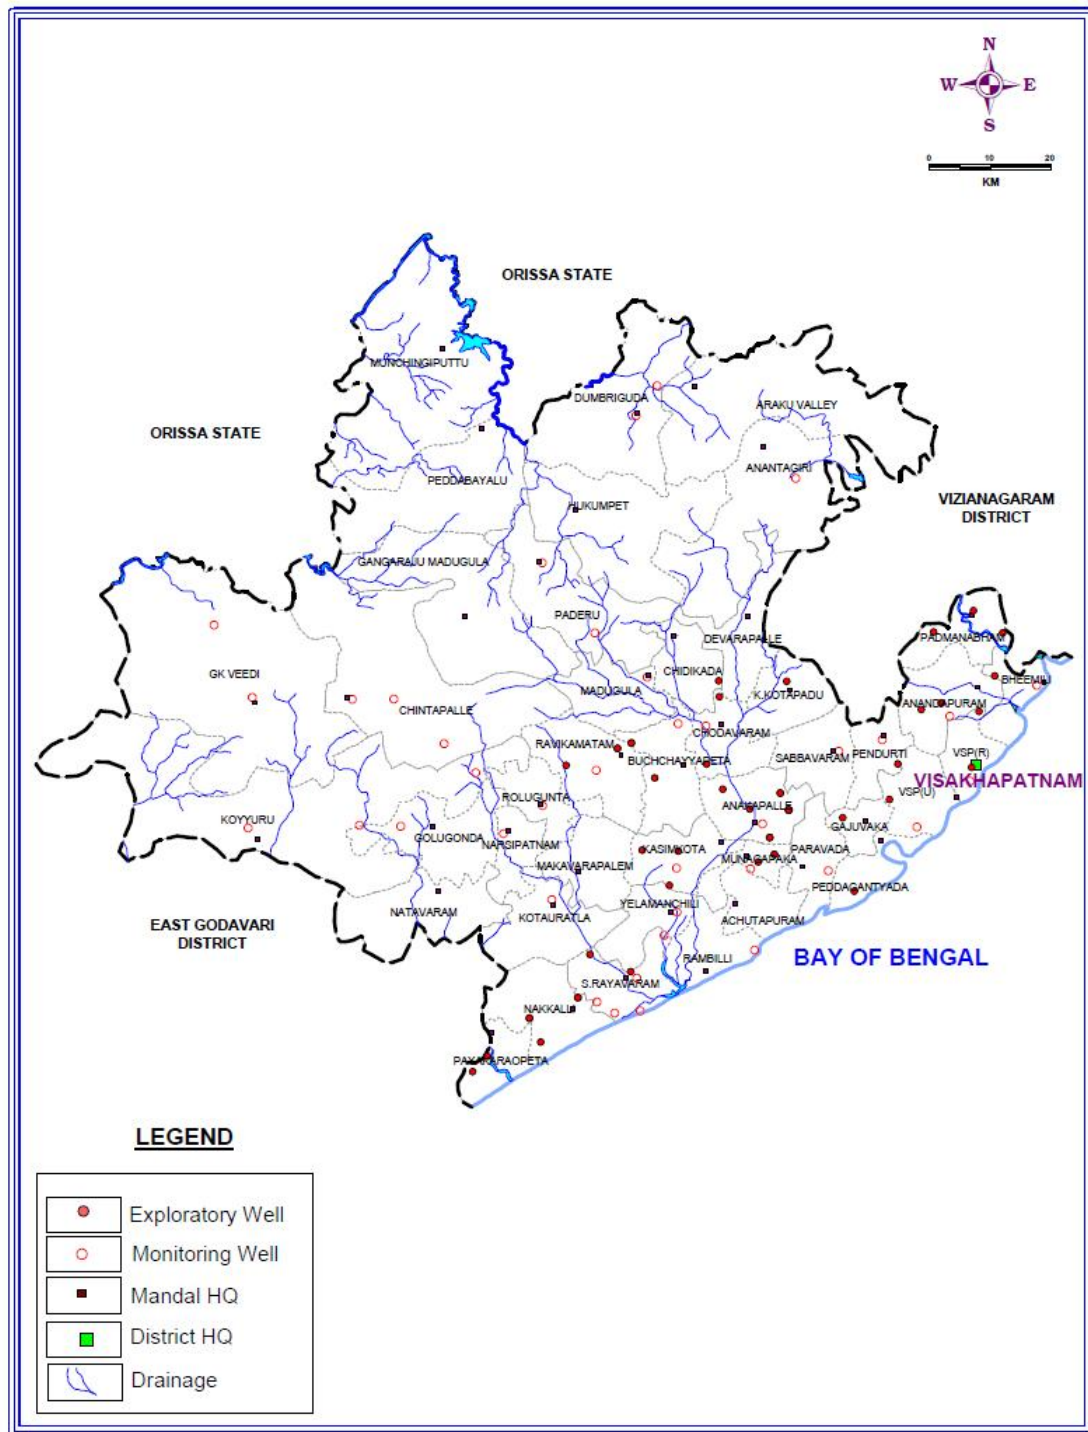 N
W
E
S
0
10
20
KM
ORISSA STATE
MUNCHINGIPUTTU
DUMBRIGUDA
ARAKU VALLEY
ORISSA STATE
ANANTAGIRI
PEDDABAYALU
VIZIANAGARAM
DISTRICT
HUKUMPET
GANGARAJU MADUGULA
PADERU
DEVARAPALLE
PADMANABHAM
CHIDIKADA
BHEEMILI
GK VEEDI
MADUGULA
K.KOTAPADU
CHINTAPALLE
ANANDAPURAM
CHODAVARAM
RAVIKAMATAM
BUCHCHAYYAPETA
SABBAVARAM
PENDURTI
VSP(R)
VISAKHAPATNAM
VSP(U)
ROLUGUNTA
ANAKAPALLE
KOYYURU
GAJUVAKA
GOLUGONDA
NARSIPATNAM
KASIMKOTA
PARAVADA
MAKAVARAPALEM
MUNAGAPAKA
PEDDAGANTYADA
NATAVARAM
KOTAURATLA
YELAMANCHILI
ACHUTAPURAM
EAST GODAVARI
DISTRICT
BAY OF BENGAL
RAMBILLI
S.RAYAVARAM
NAKKALLI
PAYAKARAOPETA
LEGEND
Exploratory Well
Monitoring Well
Mandal HQ
District HQ
Drainage